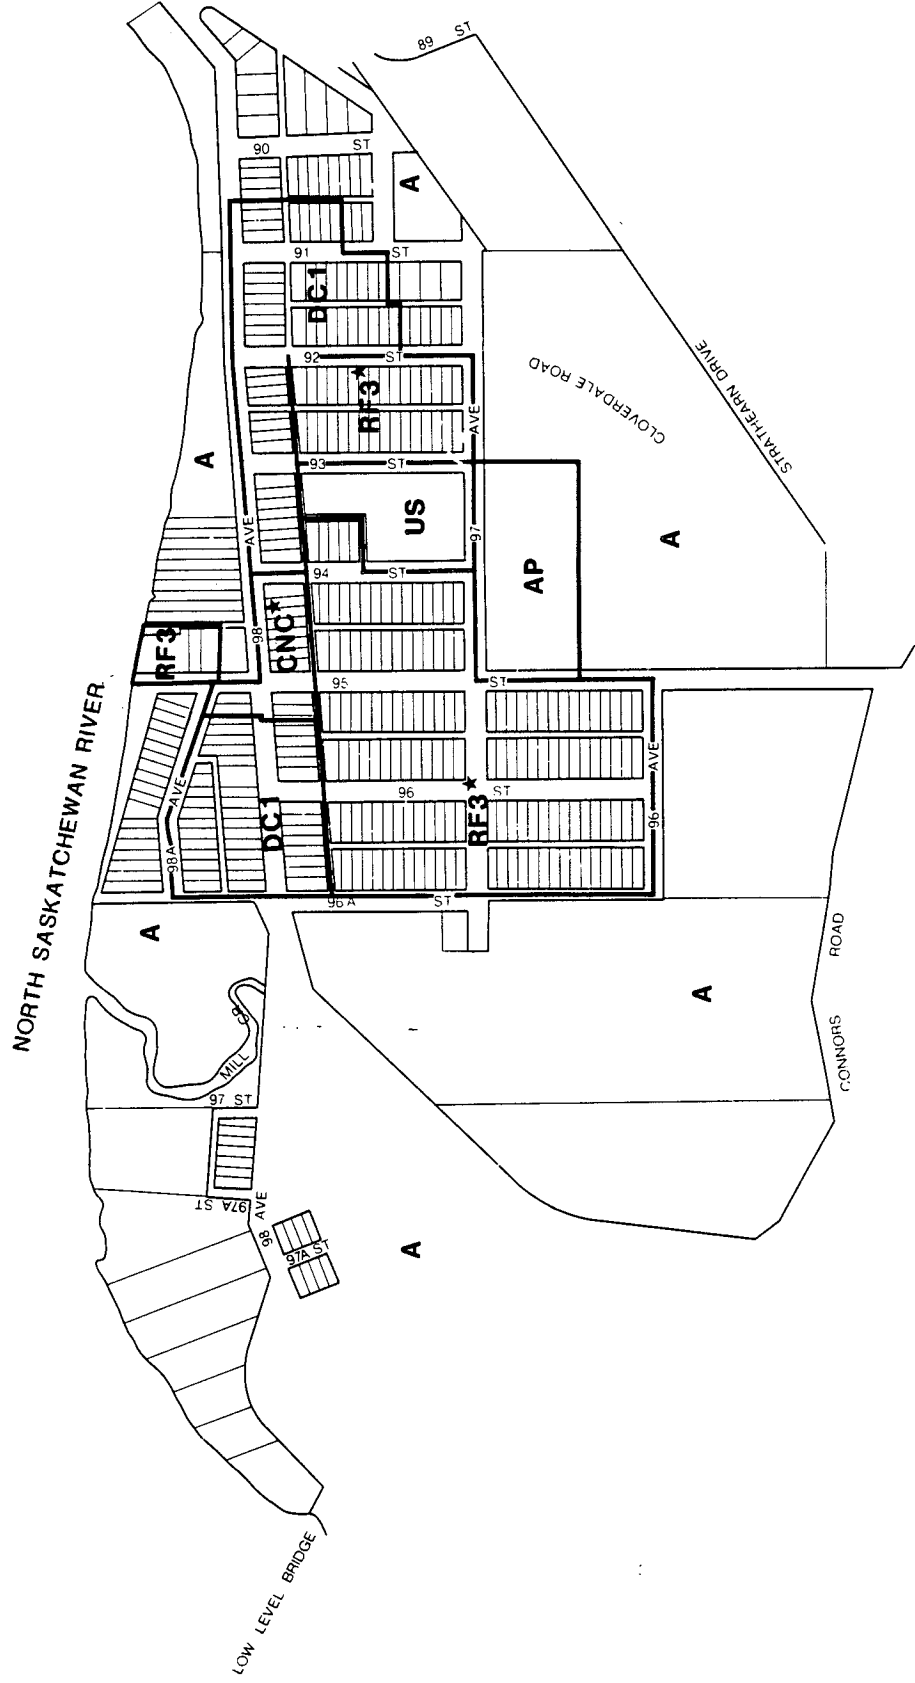 89 ST
90 ST
A
A
91 ST
DC1
92 ST
RF3
CLOVERDALE ROAD
STRATHEARN DRIVE
AVE
A
93 ST
US
AVE
97
A
94 ST
AP
CNC
98
RF3
95 ST
NORTH SASKATCHEWAN RIVER
AVE
98A
DC1
96 ST
RF3
AVE
96
96 A ST
A
A
ROAD
CONNORS
MILL
97 ST
97A ST
98 AVE
97A ST
A
LOW LEVEL BRIDGE